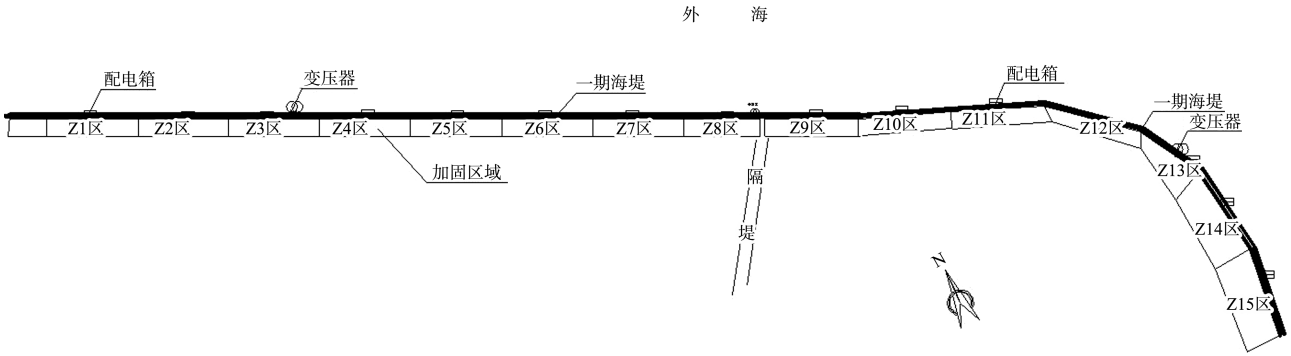 外 海
配电箱
变压器
一期海堤
配电箱
一期海堤
变压器
Z1区
Z2区
Z3区
Z4区
Z5区
Z6区
Z7区
Z8区
Z9区
Z10区
Z11区
Z12区
Z13区
Z14区
Z15区
加固区域
隔
堤
N